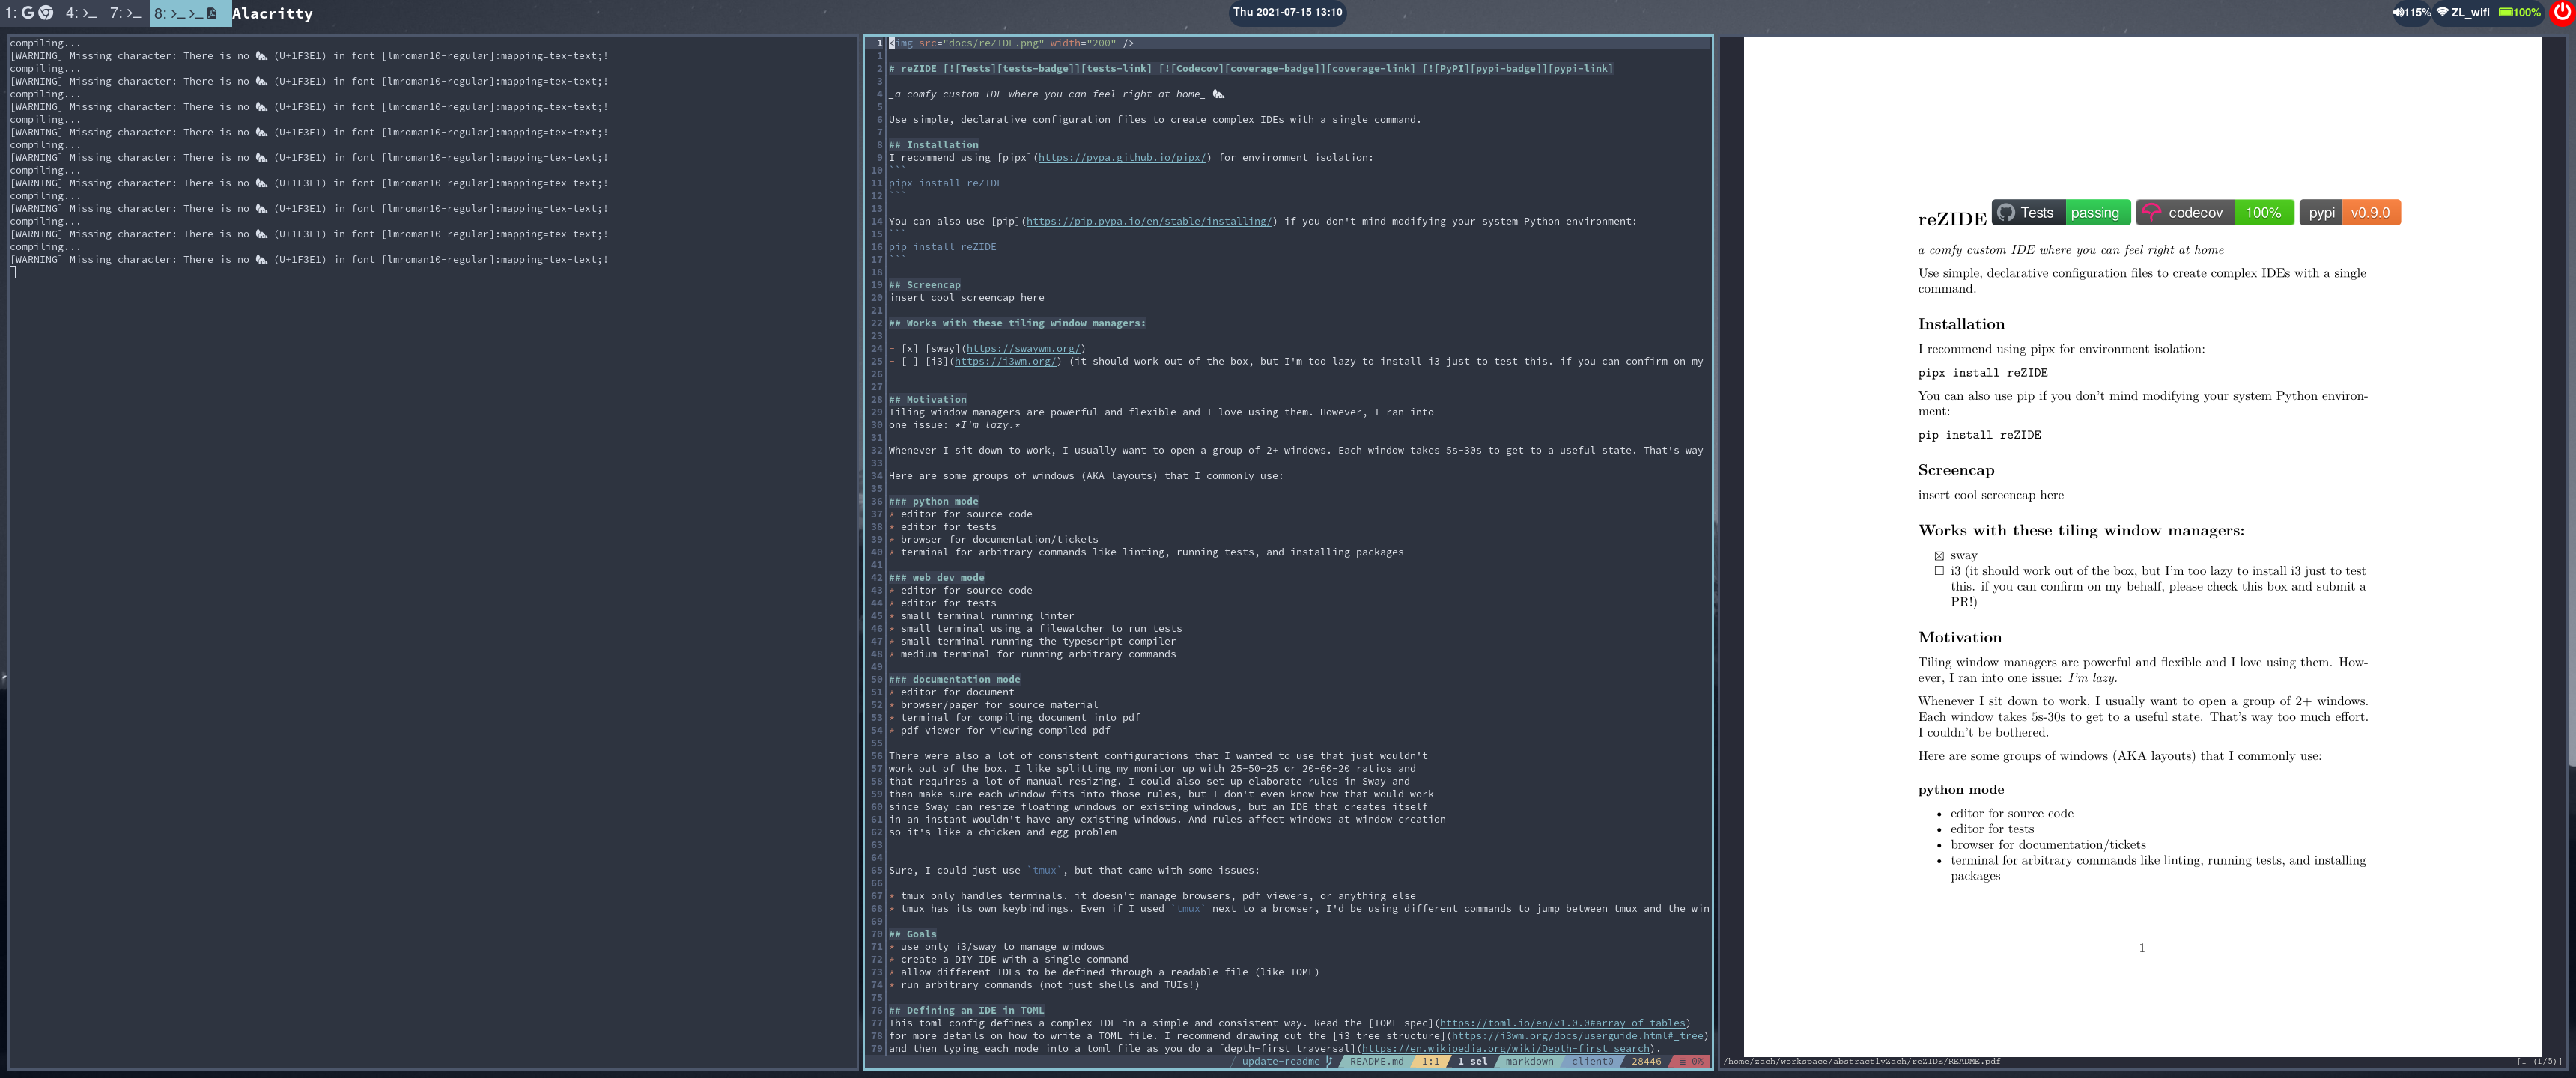 1: 4: >_ 7: >_ 8: >_ >_ Alacritty
Thu 2021-07-15 13:10
115% ZL_wifi 100%
compiling...
[WARNING] Missing character: There is no 🏡 (U+1F3E1) in font [lmroman10-regular]:mapping=tex-text;!
compiling...
[WARNING] Missing character: There is no 🏡 (U+1F3E1) in font [lmroman10-regular]:mapping=tex-text;!
compiling...
[WARNING] Missing character: There is no 🏡 (U+1F3E1) in font [lmroman10-regular]:mapping=tex-text;!
compiling...
[WARNING] Missing character: There is no 🏡 (U+1F3E1) in font [lmroman10-regular]:mapping=tex-text;!
compiling...
[WARNING] Missing character: There is no 🏡 (U+1F3E1) in font [lmroman10-regular]:mapping=tex-text;!
compiling...
[WARNING] Missing character: There is no 🏡 (U+1F3E1) in font [lmroman10-regular]:mapping=tex-text;!
compiling...
[WARNING] Missing character: There is no 🏡 (U+1F3E1) in font [lmroman10-regular]:mapping=tex-text;!
compiling...
[WARNING] Missing character: There is no 🏡 (U+1F3E1) in font [lmroman10-regular]:mapping=tex-text;!
compiling...
[WARNING] Missing character: There is no 🏡 (U+1F3E1) in font [lmroman10-regular]:mapping=tex-text;!
1 <img src="docs/reZIDE.png" width="200" />
1
2 # reZIDE [![Tests][tests-badge]][tests-link] [![Codecov][coverage-badge]][coverage-link] [![PyPI][pypi-badge]][pypi-link]
3
4 _a comfy custom IDE where you can feel right at home_ 🏡
5
6 Use simple, declarative configuration files to create complex IDEs with a single command.
7
8 ## Installation
9 I recommend using [pipx](https://pypa.github.io/pipx/) for environment isolation:
10 ```
11 pipx install reZIDE
12 ```
13
14 You can also use [pip](https://pip.pypa.io/en/stable/installing/) if you don't mind modifying your system Python environment:
15 ```
16 pip install reZIDE
17 ```
18
19 ## Screencap
20 insert cool screencap here
21
22 ## Works with these tiling window managers:
23
24 - [x] [sway](https://swaywm.org/)
25 - [ ] [i3](https://i3wm.org/) (it should work out of the box, but I'm too lazy to install i3 just to test this. if you can confirm on my
26
27
28 ## Motivation
29 Tiling window managers are powerful and flexible and I love using them. However, I ran into
30 one issue: *I'm lazy.*
31
32 Whenever I sit down to work, I usually want to open a group of 2+ windows. Each window takes 5s-30s to get to a useful state. That's way
33
34 Here are some groups of windows (AKA layouts) that I commonly use:
35
36 ### python mode
37 * editor for source code
38 * editor for tests
39 * browser for documentation/tickets
40 * terminal for arbitrary commands like linting, running tests, and installing packages
41
42 ### web dev mode
43 * editor for source code
44 * editor for tests
45 * small terminal running linter
46 * small terminal using a filewatcher to run tests
47 * small terminal running the typescript compiler
48 * medium terminal for running arbitrary commands
49
50 ### documentation mode
51 * editor for document
52 * browser/pager for source material
53 * terminal for compiling document into pdf
54 * pdf viewer for viewing compiled pdf
55
56 There were also a lot of consistent configurations that I wanted to use that just wouldn't
57 work out of the box. I like splitting my monitor up with 25-50-25 or 20-60-20 ratios and
58 that requires a lot of manual resizing. I could also set up elaborate rules in Sway and
59 then make sure each window fits into those rules, but I don't even know how that would work
60 since Sway can resize floating windows or existing windows, but an IDE that creates itself
61 in an instant wouldn't have any existing windows. And rules affect windows at window creation
62 so it's like a chicken-and-egg problem
63
64
65 Sure, I could just use `tmux`, but that came with some issues:
66
67 * tmux only handles terminals. it doesn't manage browsers, pdf viewers, or anything else
68 * tmux has its own keybindings. Even if I used `tmux` next to a browser, I'd be using different commands to jump between tmux and the win
69
70 ## Goals
71 * use only i3/sway to manage windows
72 * create a DIY IDE with a single command
73 * allow different IDEs to be defined through a readable file (like TOML)
74 * run arbitrary commands (not just shells and TUIs!)
75
76 ## Defining an IDE in TOML
77 This toml config defines a complex IDE in a simple and consistent way. Read the [TOML spec](https://toml.io/en/v1.0.0#array-of-tables)
78 for more details on how to write a TOML file. I recommend drawing out the [i3 tree structure](https://i3wm.org/docs/userguide.html#_tree)
79 and then typing each node into a toml file as you do a [depth-first traversal](https://en.wikipedia.org/wiki/Depth-first_search).
update-readme README.md 1:1 1 sel markdown client0 28446 ≣ 0%
reZIDE Tests passing codecov 100% pypi v0.9.0
a comfy custom IDE where you can feel right at home
Use simple, declarative configuration files to create complex IDEs with a single
command.
Installation
I recommend using pipx for environment isolation:
pipx install reZIDE
You can also use pip if you don't mind modifying your system Python environ-
ment:
pip install reZIDE
Screencap
insert cool screencap here
Works with these tiling window managers:
☒ sway
☐ i3 (it should work out of the box, but I'm too lazy to install i3 just to test
this. if you can confirm on my behalf, please check this box and submit a
PR!)
Motivation
Tiling window managers are powerful and flexible and I love using them. How-
ever, I ran into one issue: I'm lazy.
Whenever I sit down to work, I usually want to open a group of 2+ windows.
Each window takes 5s-30s to get to a useful state. That's way too much effort.
I couldn't be bothered.
Here are some groups of windows (AKA layouts) that I commonly use:
python mode
• editor for source code
• editor for tests
• browser for documentation/tickets
• terminal for arbitrary commands like linting, running tests, and installing
packages
1
/home/zach/workspace/abstractlyZach/reZIDE/README.pdf [1 (1/5)]